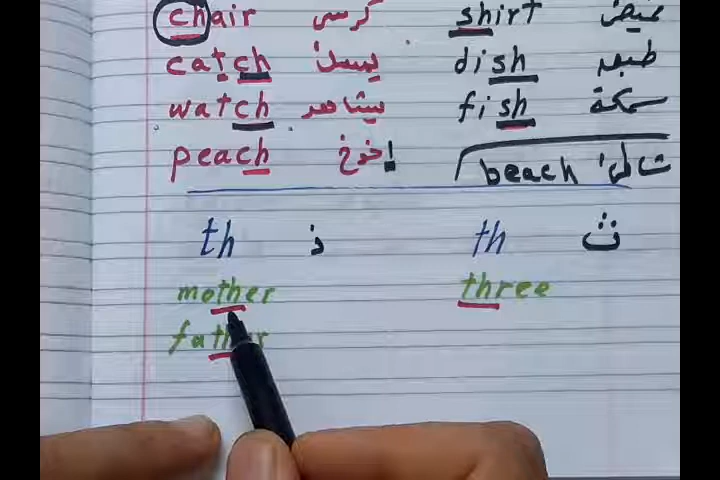 chair كرسى shirt قميص
catch يمسك dish طبق
watch يشاهد fish سمكة
peach خوخ! beach شاطئ
th ذ th ث
mother three
father